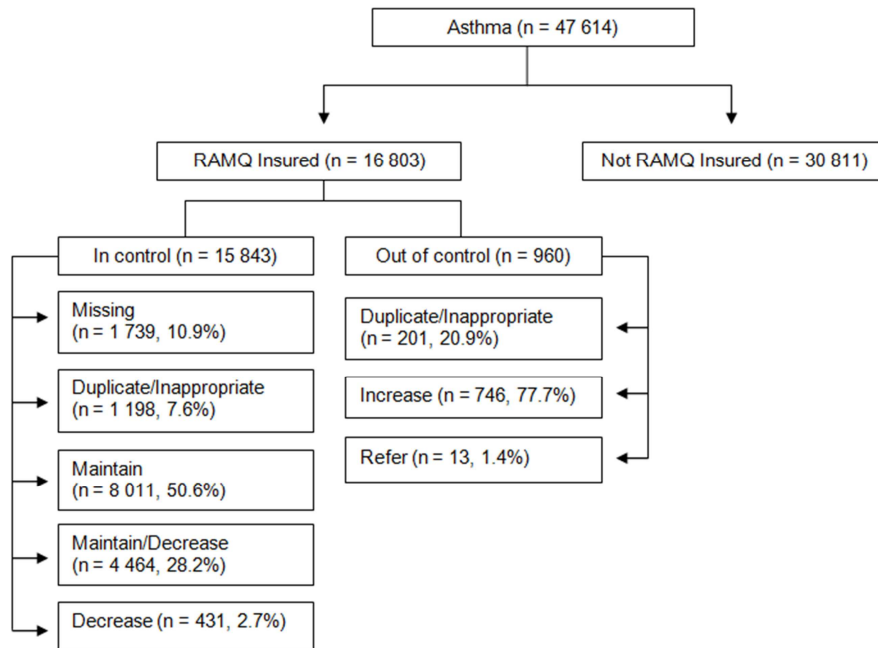 Asthma (n = 47 614)
RAMQ Insured (n = 16 803)
Not RAMQ Insured (n = 30 811)
In control (n = 15 843)
Out of control (n = 960)
Missing
(n = 1 739, 10.9%)
Duplicate/Inappropriate
(n = 1 198, 7.6%)
Maintain
(n = 8 011, 50.6%)
Maintain/Decrease
(n = 4 464, 28.2%)
Decrease (n = 431, 2.7%)
Duplicate/Inappropriate
(n = 201, 20.9%)
Increase (n = 746, 77.7%)
Refer (n = 13, 1.4%)